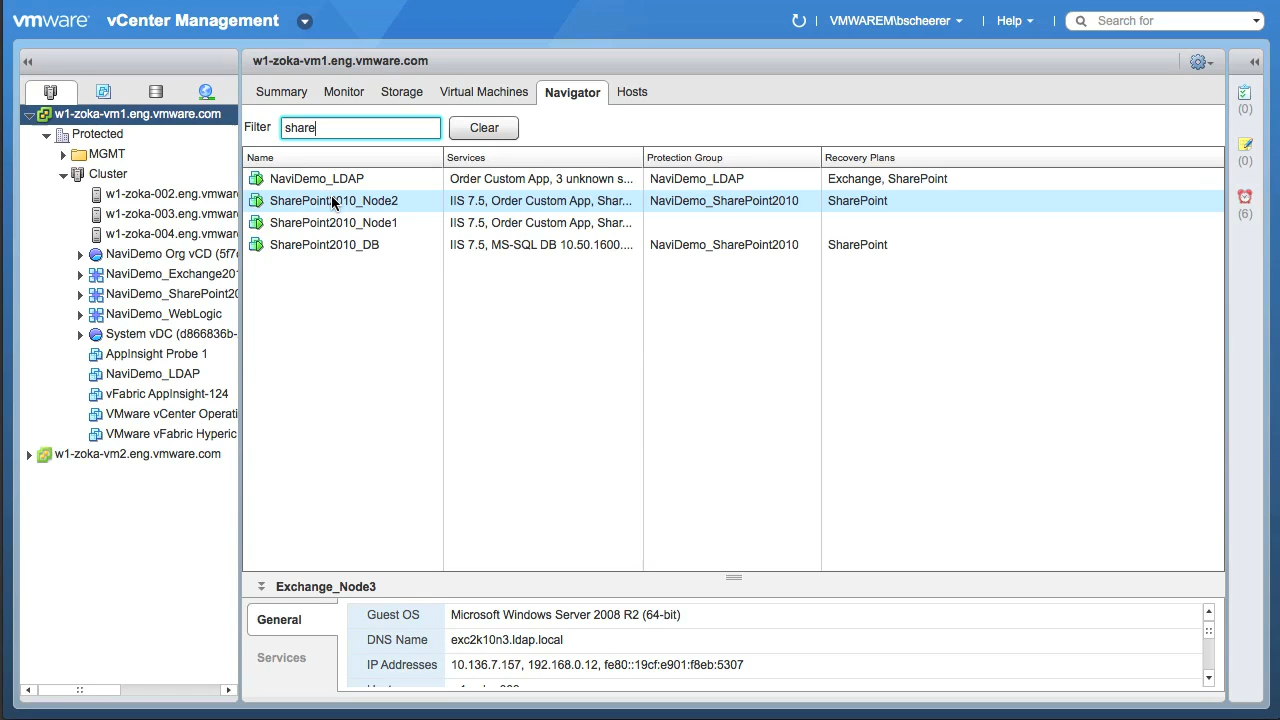 vmware vCenter Management
VMWAREM\bscheerer
Help
Search for
w1-zoka-vm1.eng.vmware.com
Summary Monitor Storage Virtual Machines Navigator Hosts
Filter share Clear
w1-zoka-vm1.eng.vmware.com
Protected
MGMT
Cluster
w1-zoka-002.eng.vmwar
w1-zoka-003.eng.vmwar
w1-zoka-004.eng.vmwar
NaviDemo Org vCD (5f7
NaviDemo_Exchange201
NaviDemo_SharePoint20
NaviDemo_WebLogic
System vDC (d866836b-
AppInsight Probe 1
NaviDemo_LDAP
vFabric AppInsight-124
VMware vCenter Operati
VMware vFabric Hyperic
w1-zoka-vm2.eng.vmware.com
Name Services Protection Group Recovery Plans
NaviDemo_LDAP Order Custom App, 3 unknown s... NaviDemo_LDAP Exchange, SharePoint
SharePoint2010_Node2 IIS 7.5, Order Custom App, Shar... NaviDemo_SharePoint2010 SharePoint
SharePoint2010_Node1 IIS 7.5, Order Custom App, Shar...
SharePoint2010_DB IIS 7.5, MS-SQL DB 10.50.1600.... NaviDemo_SharePoint2010 SharePoint
(0)
(0)
(6)
Exchange_Node3
General
Services
Guest OS Microsoft Windows Server 2008 R2 (64-bit)
DNS Name exc2k10n3.ldap.local
IP Addresses 10.136.7.157, 192.168.0.12, fe80::19cf:e901:f8eb:5307